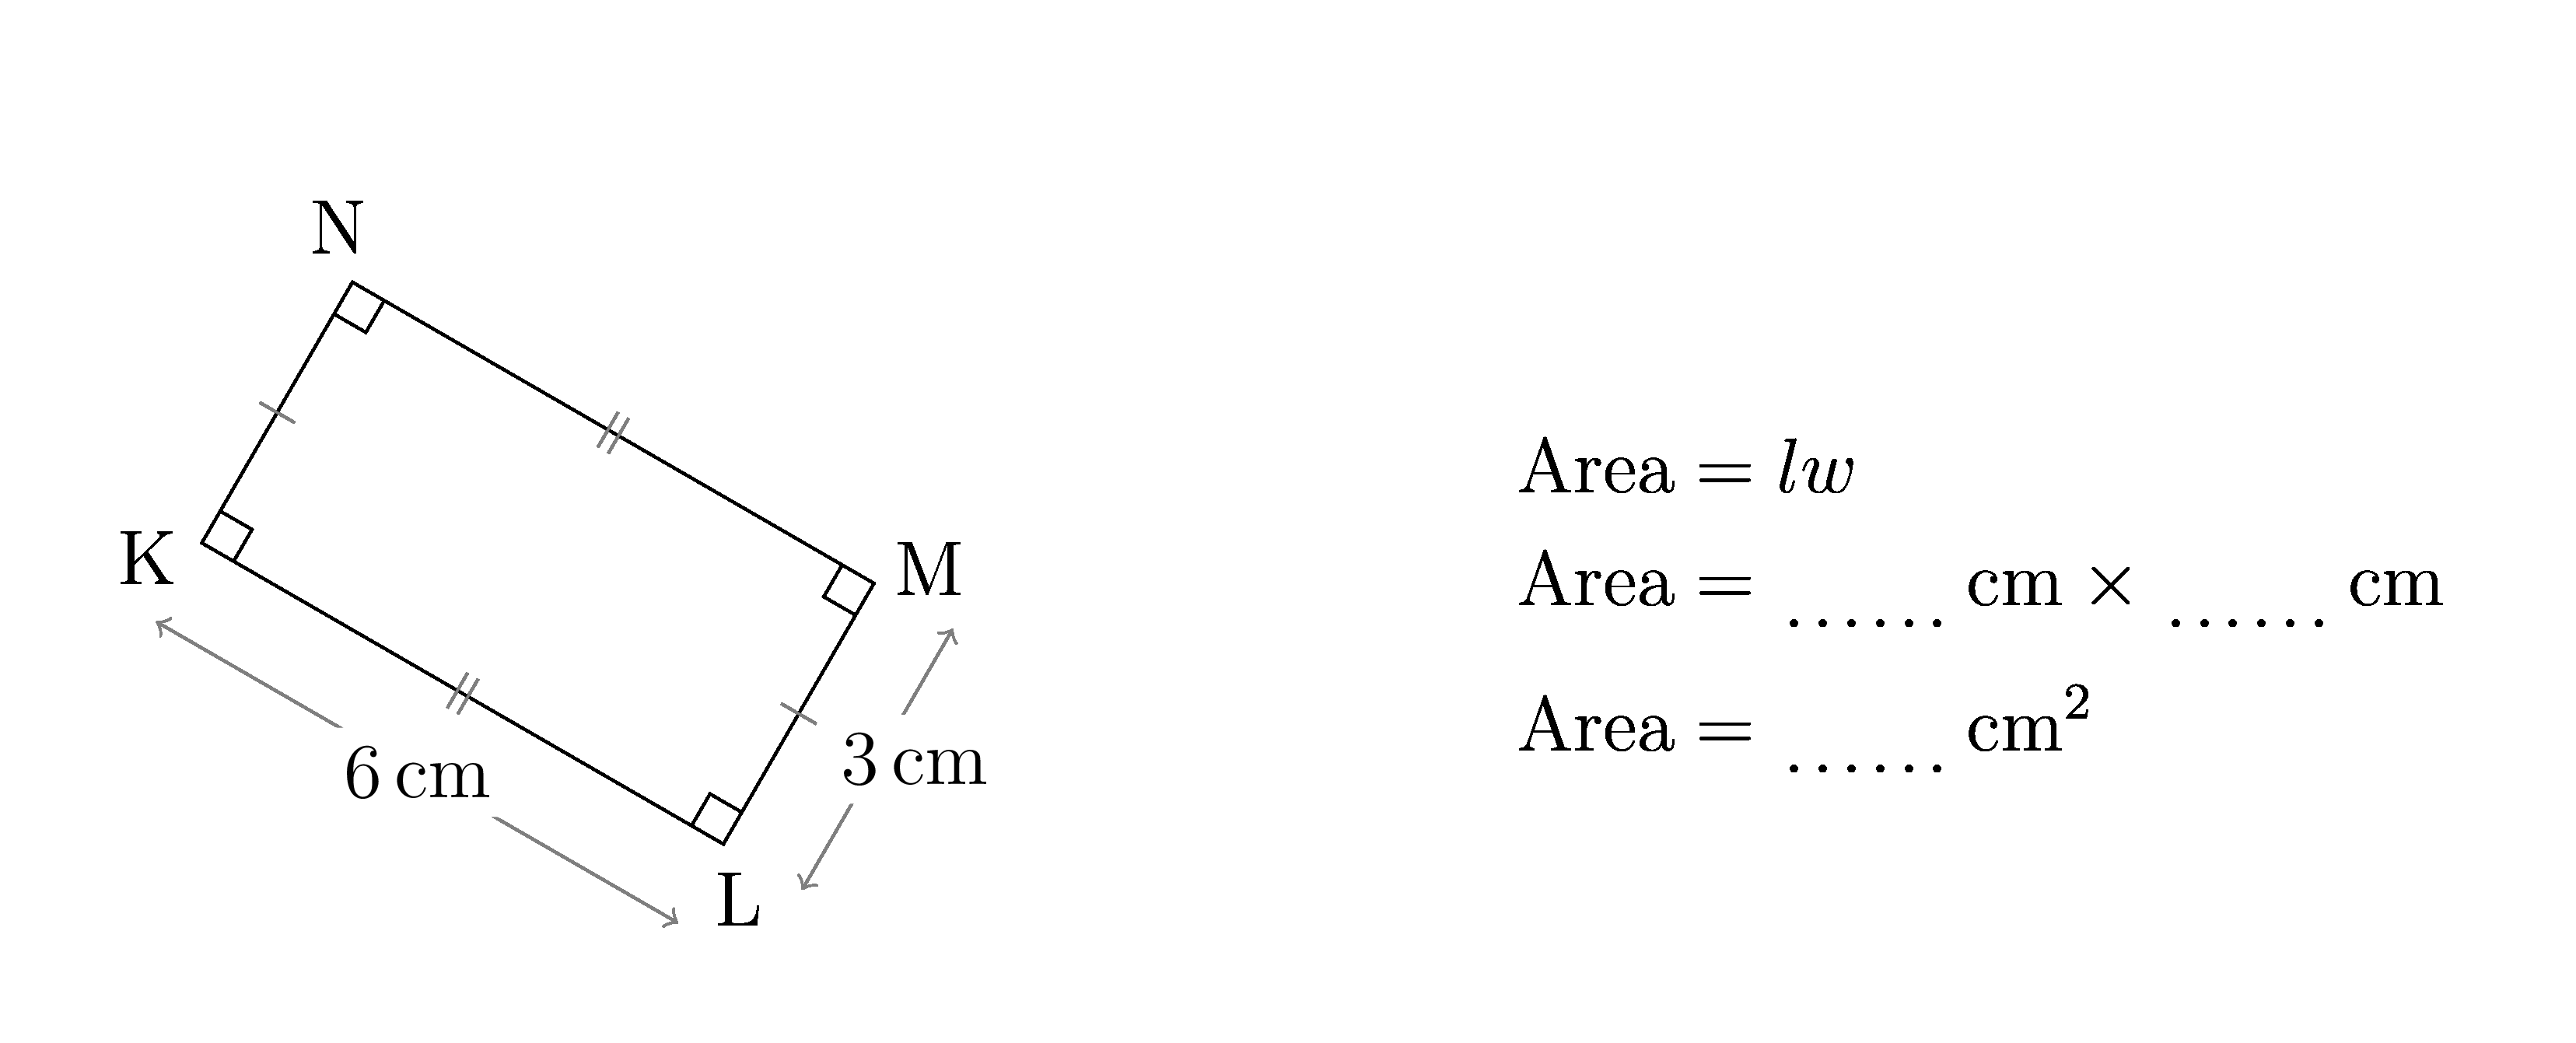 N
K
M
6 cm
3 cm
L
Area = lw
Area = ...... cm × ...... cm
Area = ...... cm²